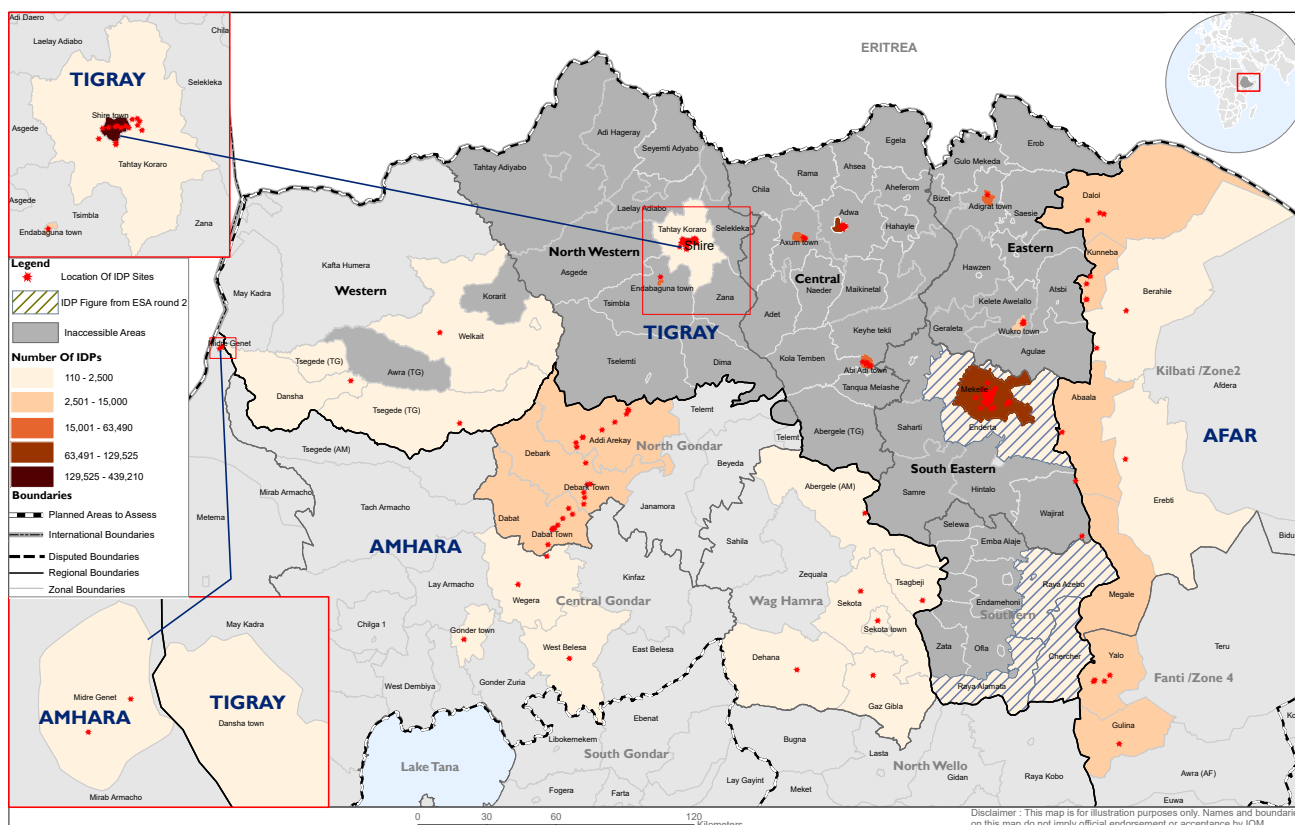 Adi Daero
Chila
Laelay Adiabo
TIGRAY
Selekleka
Shire town
Asgede
Tahtay Koraro
Asgede
Tsimbla
Zana
Endabaguna town
Legend
Location Of IDP Sites
IDP Figure from ESA round 2
Inaccessible Areas
Number Of IDPs
110 - 2,500
2,501 - 15,000
15,001 - 63,490
63,491 - 129,525
129,525 - 439,210
Boundaries
Planned Areas to Assess
International Boundaries
Disputed Boundaries
Regional Boundaries
Zonal Boundaries
May Kadra
Midre Genet
AMHARA
TIGRAY
Dansha town
Mirab Armacho
ERITREA
Adi Hageray
Seyemti Adyabo
Tahtay Adiyabo
Laelay Adiabo
Tahtay Koraro
Selekleka
Shire
North Western
Asgede
Endabaguna town
Tsimbla
Zana
TIGRAY
Tselemti
Dima
Egela
Ahsea
Rama
Chila
Aheferom
Adwa
Hahayle
Axum town
Central
Naeder
Maikinetal
Adet
Keyhe tekli
Kola Temben
Abi Adi town
Tanqua Melashe
Abergele (TG)
Erob
Gulo Mekeda
Bizet
Adigrat town
Saesie
Eastern
Hawzen
Atsbi
Kelete Awelallo
Geraleta
Wukro town
Agulae
Mekelle
Enderta
Saharti
South Eastern
Samre
Hintalo
Wajirat
Selewa
Emba Alaje
Raya Azebo
Endamehoni
Southern
Zata
Ofla
Chercher
Raya Alamata
Kafta Humera
Western
May Kadra
Korarit
Midre Genet
Welkait
Tsegede (TG)
Awra (TG)
Dansha
Tsegede (TG)
Dalol
Kunneba
Berahile
Kilbati /Zone2
Afdera
Abaala
AFAR
Erebti
Bidu
Megale
Teru
Yalo
Fanti /Zone 4
Gulina
Awra (AF)
Euwa
Tsegede (AM)
Mirab Armacho
Metema
Tach Armacho
AMHARA
Telemt
Addi Arekay
North Gondar
Debark
Telemt
Beyeda
Debark Town
Dabat
Janamora
Dabat Town
Lay Armacho
Kinfaz
Wegera
Central Gondar
Chilga 1
Gonder town
West Belesa
East Belesa
West Dembiya
Gonder Zuria
Ebenat
Libokemekem
South Gondar
Lake Tana
Fogera
Farta
Lay Gayint
Abergele (AM)
Sahila
Zequala
Tsagbeji
Wag Hamra
Sekota
Sekota town
Dehana
Gaz Gibla
Bugna
Lasta
North Wello
Gidan
Raya Kobo
Meket
0 30 60 120
Kilometers
Disclaimer : This map is for illustration purposes only. Names and boundaries
on this map do not imply official endorsement or acceptance by IOM